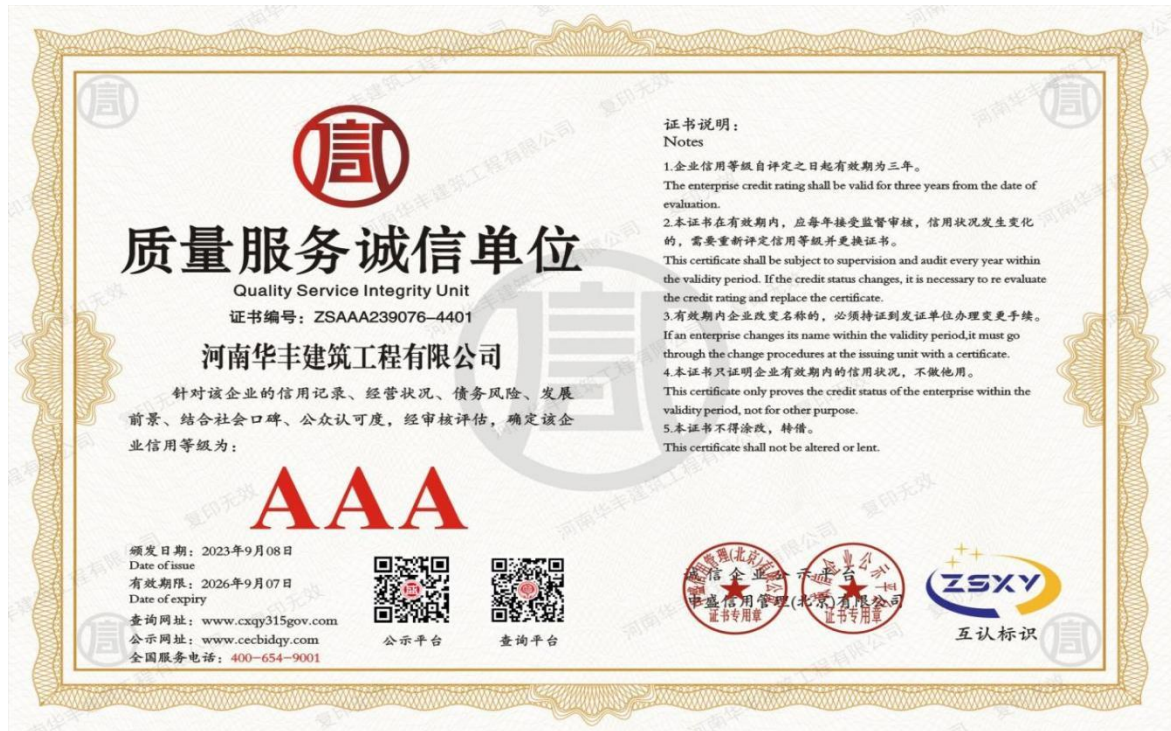 质量服务诚信单位
Quality Service Integrity Unit
证书编号：ZSAAA239076-4401
河南华丰建筑工程有限公司
针对该企业的信用记录、经营状况、债务风险、发展
前景、结合社会口碑、公众认可度，经审核评估，确定该企
业信用等级为：
AAA
颁发日期：2023年9月08日
Date of issue
有效期限：2026年9月07日
Date of expiry
查询网址：www.cxqy315gov.com
公示网址：www.cecbidqy.com
全国服务电话：400-654-9001
公示平台
查询平台
证书说明：
Notes
1.企业信用等级自评定之日起有效期为三年。
The enterprise credit rating shall be valid for three years from the date of
evaluation.
2.本证书在有效期内，应每年接受监督审核，信用状况发生变化
的，需要重新评定信用等级并更换证书。
This certificate shall be subject to supervision and audit every year within
the validity period. If the credit status changes, it is necessary to re evaluate
the credit rating and replace the certificate.
3.有效期内企业改变名称的，必须持证到发证单位办理变更手续。
If an enterprise changes its name within the validity period,it must go
through the change procedures at the issuing unit with a certificate.
4.本证书只证明企业有效期内的信用状况，不做他用。
This certificate only proves the credit status of the enterprise within the
validity period, not for other purpose.
5.本证书不得涂改，转借。
This certificate shall not be altered or lent.
诚信企业公示平台
中盛信用管理(北京)有限公司
证书专用章
证书专用章
ZSXY
互认标识
河南华丰建筑工程有限公司
复印无效